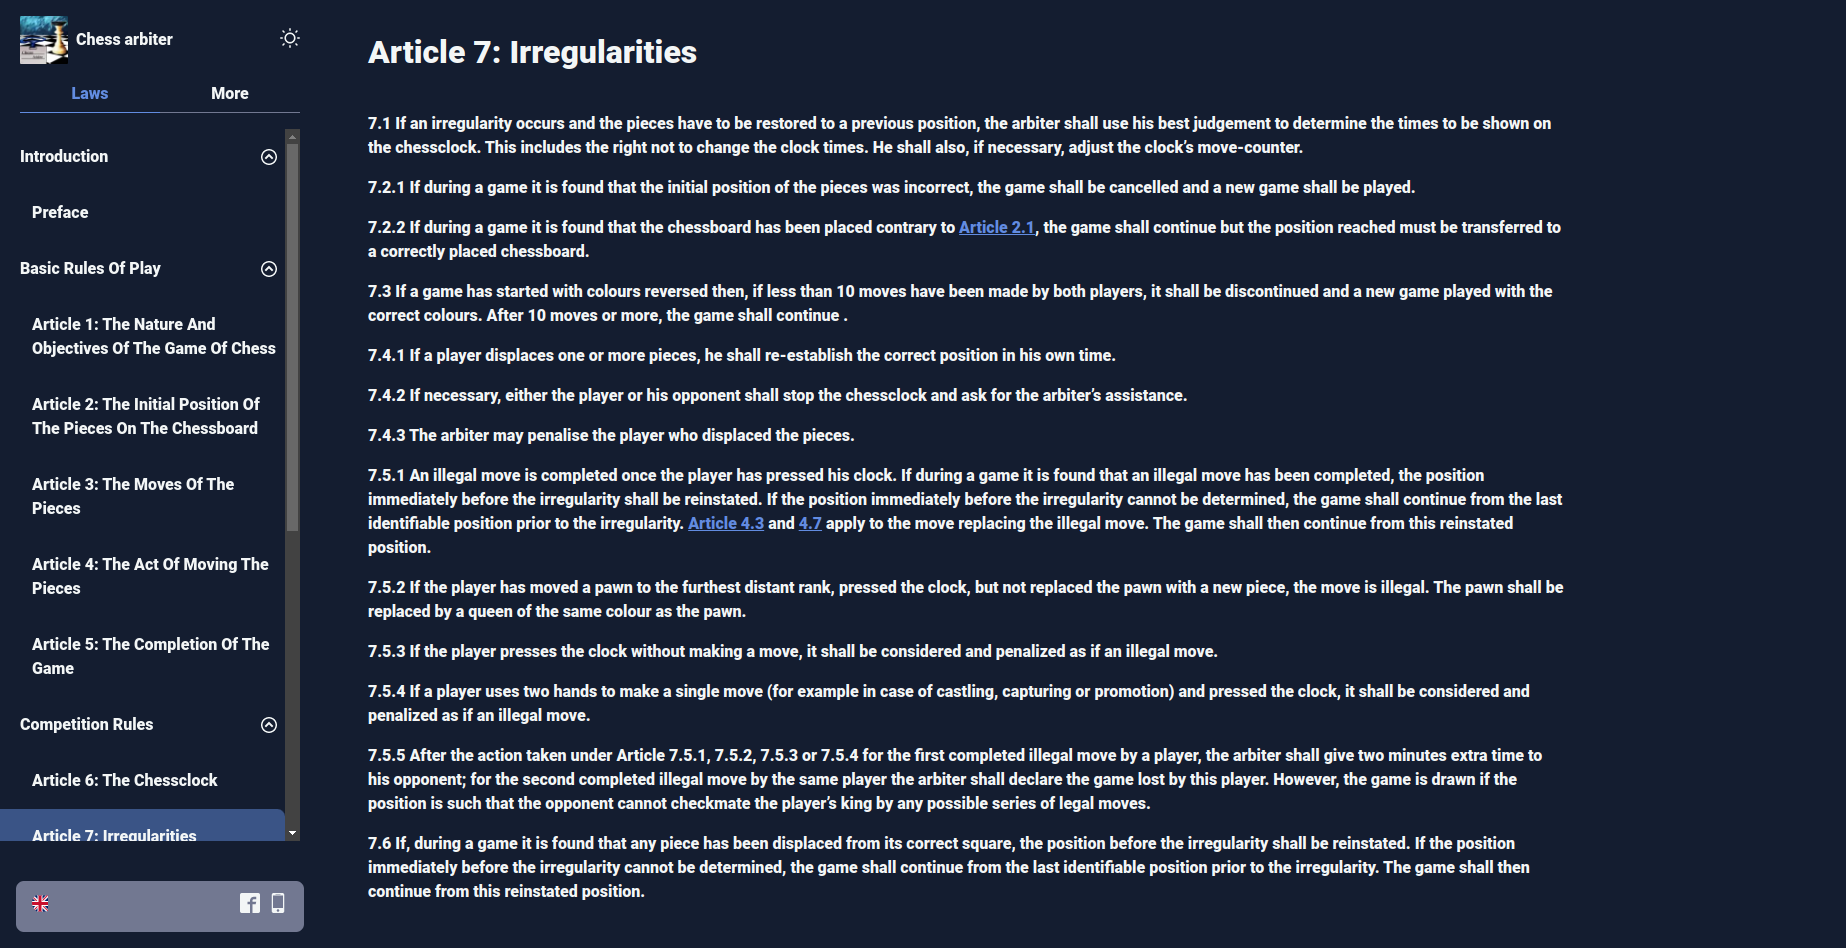 Chess arbiter
Laws
More
Introduction
Preface
Basic Rules Of Play
Article 1: The Nature And
Objectives Of The Game Of Chess
Article 2: The Initial Position Of
The Pieces On The Chessboard
Article 3: The Moves Of The
Pieces
Article 4: The Act Of Moving The
Pieces
Article 5: The Completion Of The
Game
Competition Rules
Article 6: The Chessclock
Article 7: Irregularities
Article 7: Irregularities
7.1 If an irregularity occurs and the pieces have to be restored to a previous position, the arbiter shall use his best judgement to determine the times to be shown on
the chessclock. This includes the right not to change the clock times. He shall also, if necessary, adjust the clock’s move-counter.
7.2.1 If during a game it is found that the initial position of the pieces was incorrect, the game shall be cancelled and a new game shall be played.
7.2.2 If during a game it is found that the chessboard has been placed contrary to Article 2.1, the game shall continue but the position reached must be transferred to
a correctly placed chessboard.
7.3 If a game has started with colours reversed then, if less than 10 moves have been made by both players, it shall be discontinued and a new game played with the
correct colours. After 10 moves or more, the game shall continue .
7.4.1 If a player displaces one or more pieces, he shall re-establish the correct position in his own time.
7.4.2 If necessary, either the player or his opponent shall stop the chessclock and ask for the arbiter’s assistance.
7.4.3 The arbiter may penalise the player who displaced the pieces.
7.5.1 An illegal move is completed once the player has pressed his clock. If during a game it is found that an illegal move has been completed, the position
immediately before the irregularity shall be reinstated. If the position immediately before the irregularity cannot be determined, the game shall continue from the last
identifiable position prior to the irregularity. Article 4.3 and 4.7 apply to the move replacing the illegal move. The game shall then continue from this reinstated
position.
7.5.2 If the player has moved a pawn to the furthest distant rank, pressed the clock, but not replaced the pawn with a new piece, the move is illegal. The pawn shall be
replaced by a queen of the same colour as the pawn.
7.5.3 If the player presses the clock without making a move, it shall be considered and penalized as if an illegal move.
7.5.4 If a player uses two hands to make a single move (for example in case of castling, capturing or promotion) and pressed the clock, it shall be considered and
penalized as if an illegal move.
7.5.5 After the action taken under Article 7.5.1, 7.5.2, 7.5.3 or 7.5.4 for the first completed illegal move by a player, the arbiter shall give two minutes extra time to
his opponent; for the second completed illegal move by the same player the arbiter shall declare the game lost by this player. However, the game is drawn if the
position is such that the opponent cannot checkmate the player’s king by any possible series of legal moves.
7.6 If, during a game it is found that any piece has been displaced from its correct square, the position before the irregularity shall be reinstated. If the position
immediately before the irregularity cannot be determined, the game shall continue from the last identifiable position prior to the irregularity. The game shall then
continue from this reinstated position.